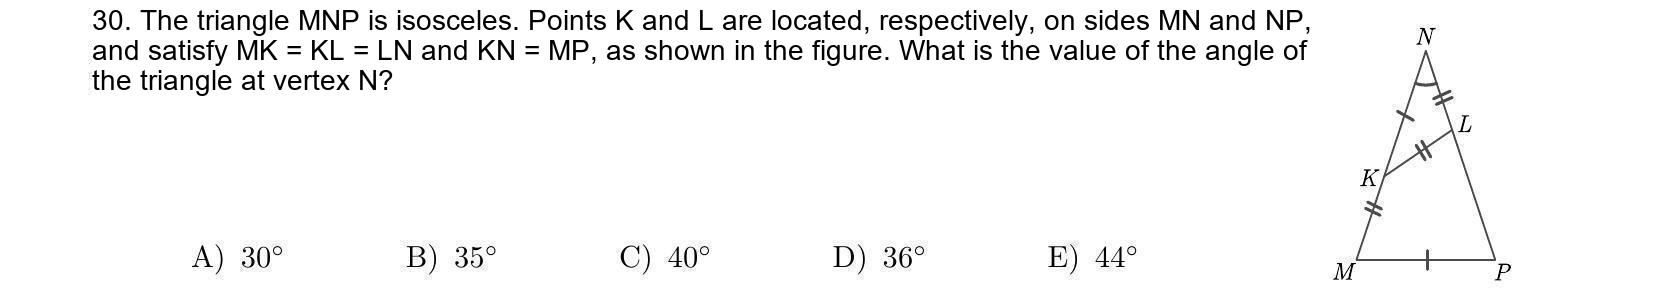 30. The triangle MNP is isosceles. Points K and L are located, respectively, on sides MN and NP,
and satisfy MK = KL = LN and KN = MP, as shown in the figure. What is the value of the angle of
the triangle at vertex N?
N
L
K
M
P
A) 30°
B) 35°
C) 40°
D) 36°
E) 44°